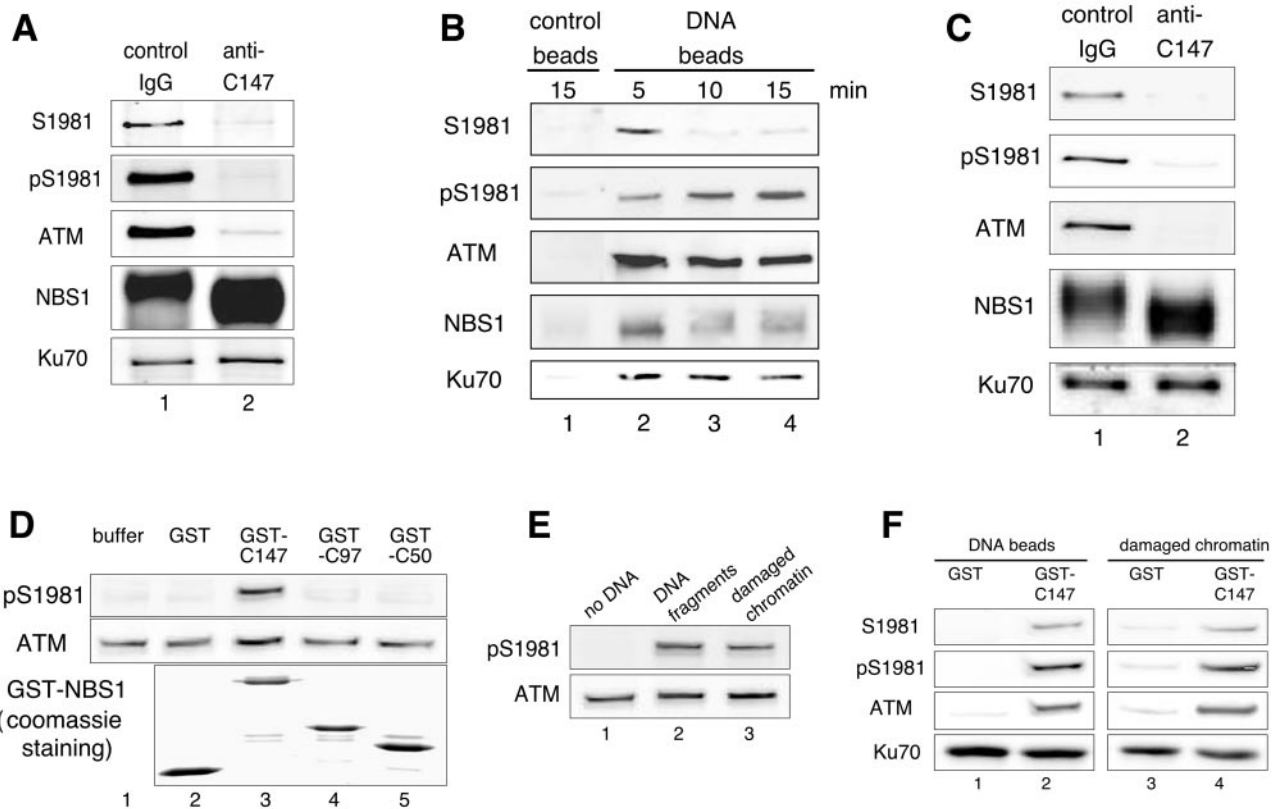 A
control anti-
IgG C147
S1981
pS1981
ATM
NBS1
Ku70
1 2
B
control DNA
beads beads
15 5 10 15 min
S1981
pS1981
ATM
NBS1
Ku70
1 2 3 4
C
control anti-
IgG C147
S1981
pS1981
ATM
NBS1
Ku70
1 2
D
buffer GST GST- GST GST
C147 -C97 -C50
pS1981
ATM
GST-NBS1
(coomassie
staining)
1 2 3 4 5
E
no DNA
DNA
fragments
damaged
chromatin
pS1981
ATM
1 2 3
F
DNA beads damaged chromatin
GST GST- GST GST-
C147 C147
S1981
pS1981
ATM
Ku70
1 2 3 4